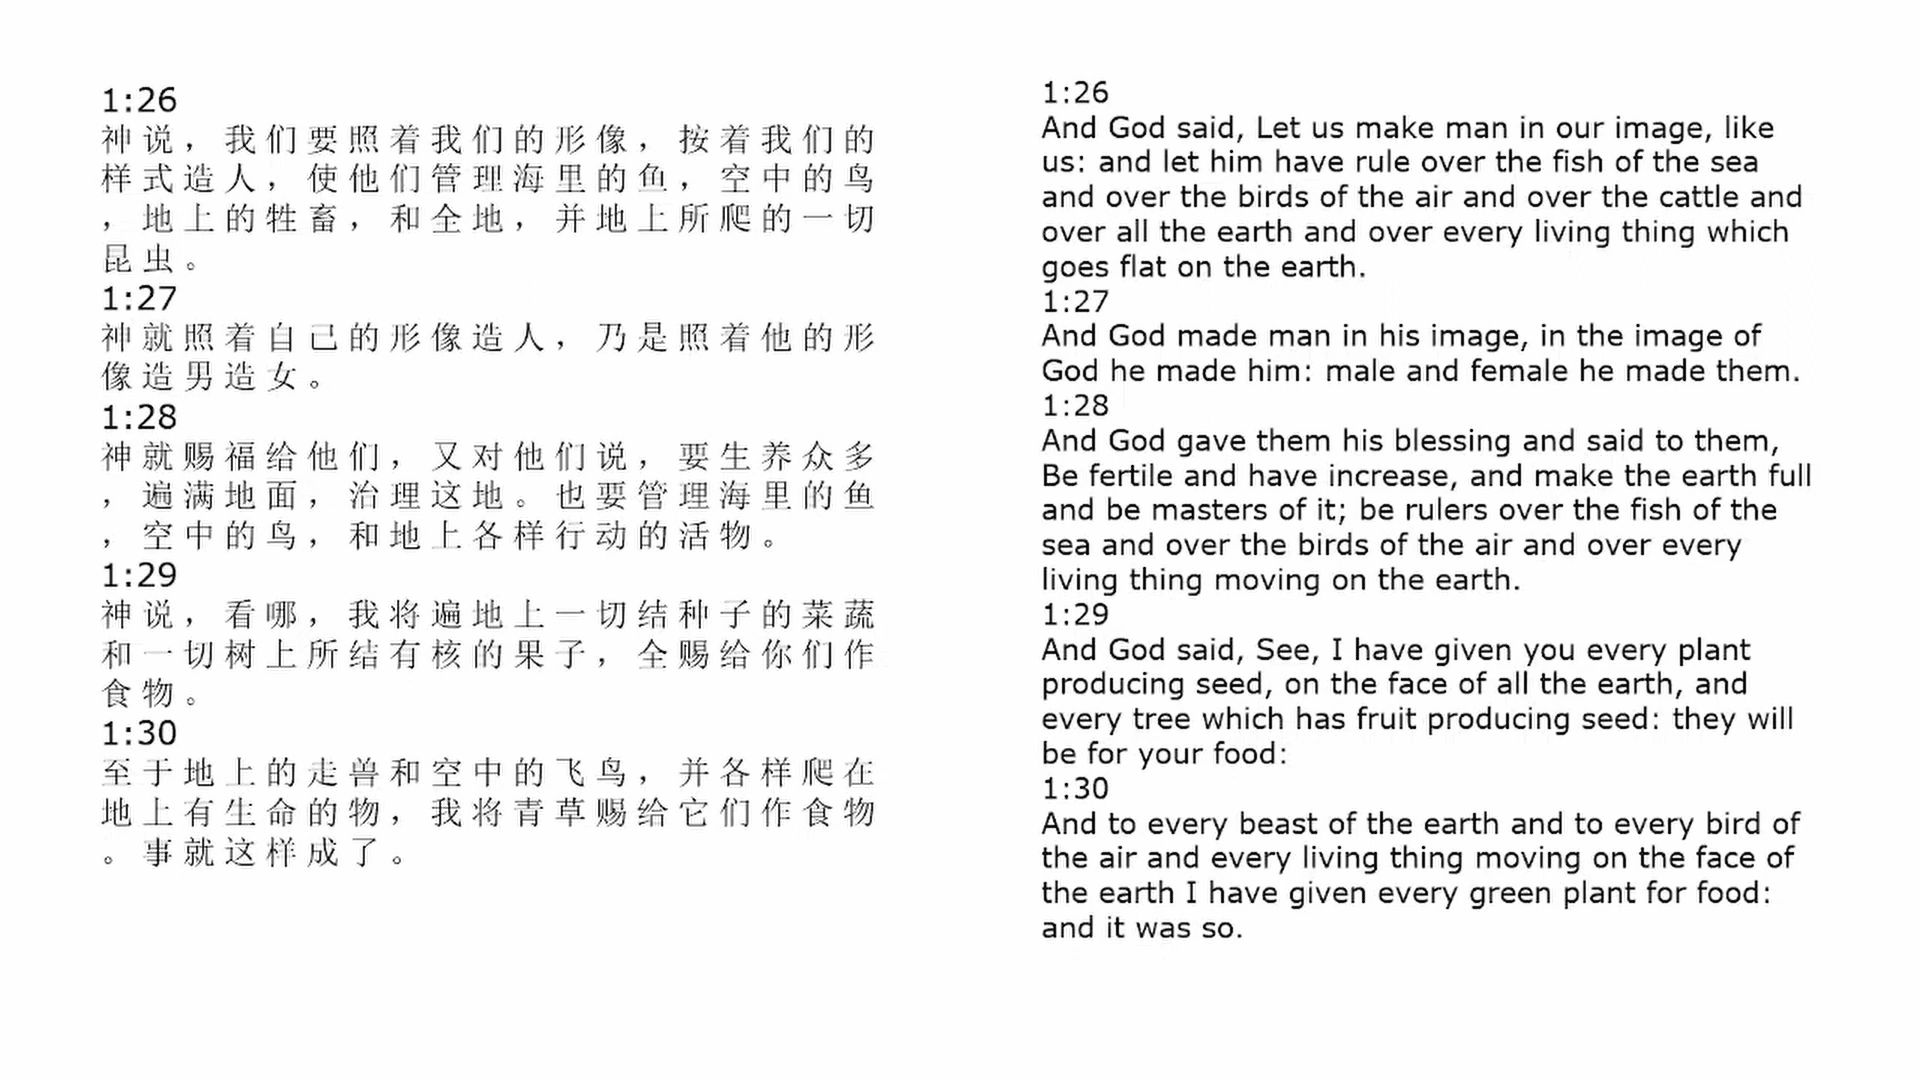 1:26
神说，我们要照着我们的形像，按着我们的
样式造人，使他们管理海里的鱼，空中的鸟
，地上的牲畜，和全地，并地上所爬的一切
昆虫。
1:27
神就照着自己的形像造人，乃是照着他的形
像造男造女。
1:28
神就赐福给他们，又对他们说，要生养众多
，遍满地面，治理这地。也要管理海里的鱼
，空中的鸟，和地上各样行动的活物。
1:29
神说，看哪，我将遍地上一切结种子的菜蔬
和一切树上所结有核的果子，全赐给你们作
食物。
1:30
至于地上的走兽和空中的飞鸟，并各样爬在
地上有生命的物，我将青草赐给它们作食物
。事就这样成了。
1:26
And God said, Let us make man in our image, like
us: and let him have rule over the fish of the sea
and over the birds of the air and over the cattle and
over all the earth and over every living thing which
goes flat on the earth.
1:27
And God made man in his image, in the image of
God he made him: male and female he made them.
1:28
And God gave them his blessing and said to them,
Be fertile and have increase, and make the earth full
and be masters of it; be rulers over the fish of the
sea and over the birds of the air and over every
living thing moving on the earth.
1:29
And God said, See, I have given you every plant
producing seed, on the face of all the earth, and
every tree which has fruit producing seed: they will
be for your food:
1:30
And to every beast of the earth and to every bird of
the air and every living thing moving on the face of
the earth I have given every green plant for food:
and it was so.